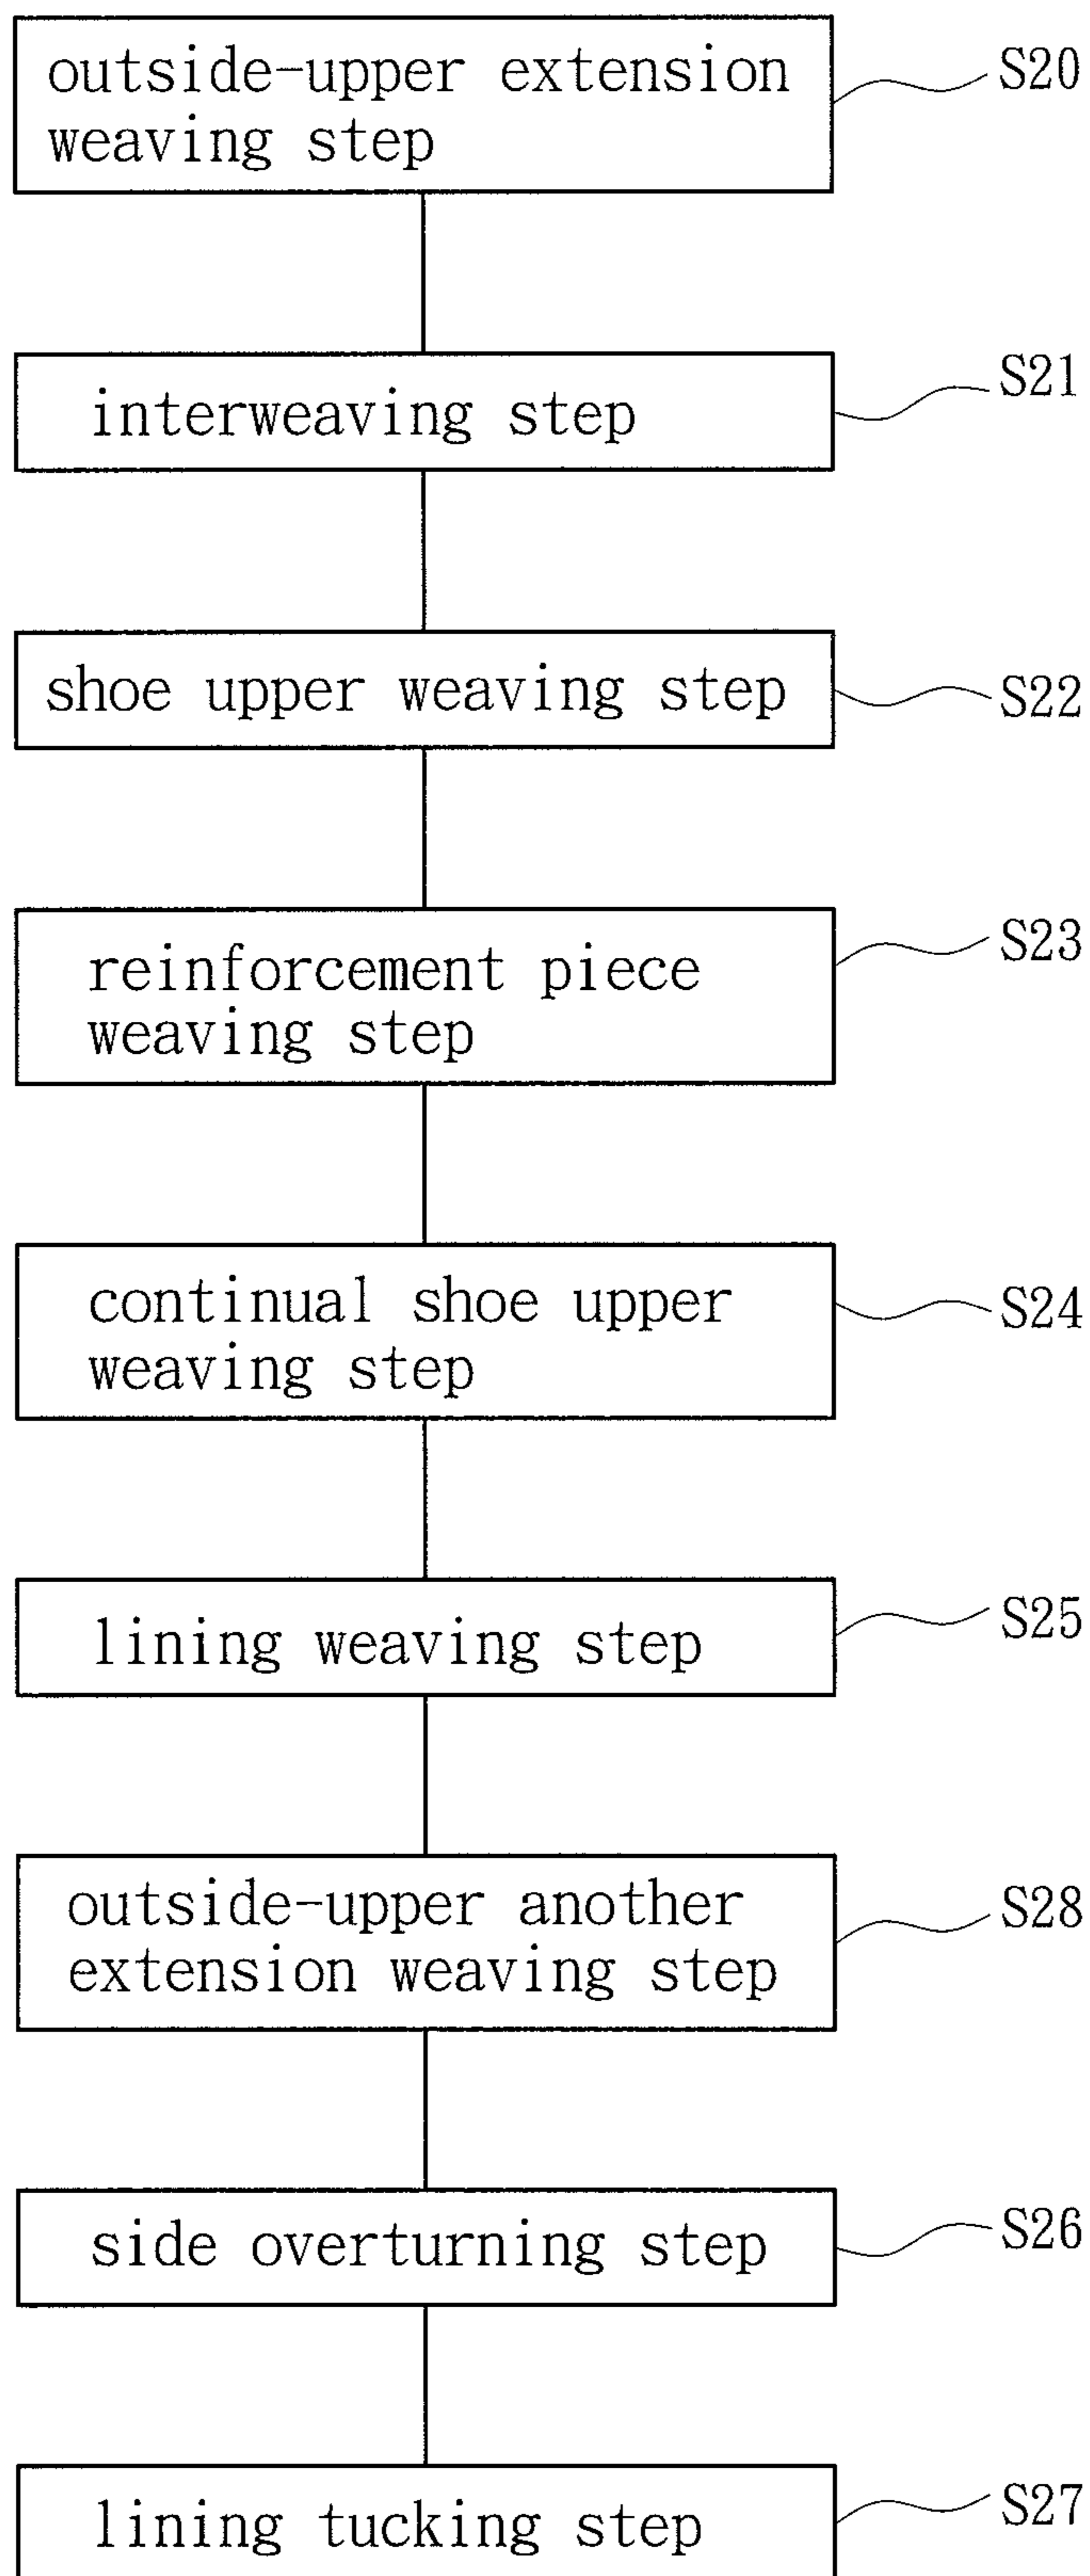 outside-upper extension
weaving step
S20
interweaving step
S21
shoe upper weaving step
S22
reinforcement piece
weaving step
S23
continual shoe upper
weaving step
S24
lining weaving step
S25
outside-upper another
extension weaving step
S28
side overturning step
S26
lining tucking step
S27